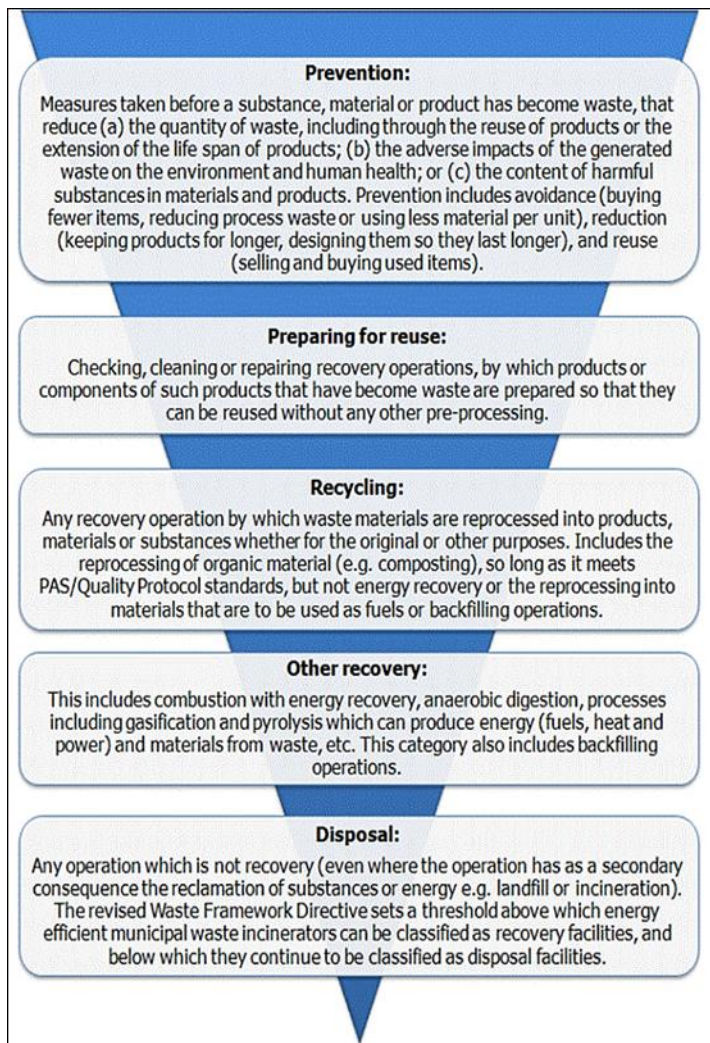 Prevention:
Measures taken before a substance, material or product has become waste, that
reduce (a) the quantity of waste, including through the reuse of products or the
extension of the life span of products; (b) the adverse impacts of the generated
waste on the environment and human health; or (c) the content of harmful
substances in materials and products. Prevention includes avoidance (buying
fewer items, reducing process waste or using less material per unit), reduction
(keeping products for longer, designing them so they last longer), and reuse
(selling and buying used items).
Preparing for reuse:
Checking, cleaning or repairing recovery operations, by which products or
components of such products that have become waste are prepared so that they
can be reused without any other pre-processing.
Recycling:
Any recovery operation by which waste materials are reprocessed into products,
materials or substances whether for the original or other purposes. Includes the
reprocessing of organic material (e.g. composting), so long as it meets
PAS/Quality Protocol standards, but not energy recovery or the reprocessing into
materials that are to be used as fuels or backfilling operations.
Other recovery:
This includes combustion with energy recovery, anaerobic digestion, processes
including gasification and pyrolysis which can produce energy (fuels, heat and
power) and materials from waste, etc. This category also includes backfilling
operations.
Disposal:
Any operation which is not recovery (even where the operation has as a secondary
consequence the reclamation of substances or energy e.g. landfill or incineration).
The revised Waste Framework Directive sets a threshold above which energy
efficient municipal waste incinerators can be classified as recovery facilities, and
below which they continue to be classified as disposal facilities.